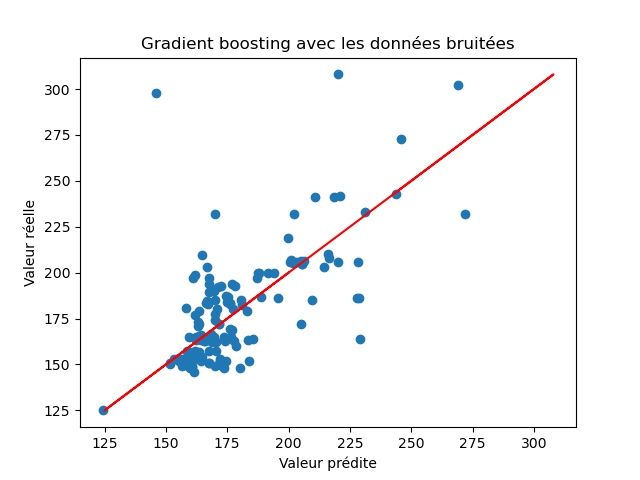 Gradient boosting avec les données bruitées
300
275
250
225
200
175
150
125
Valeur réelle
125 150 175 200 225 250 275 300
Valeur prédite